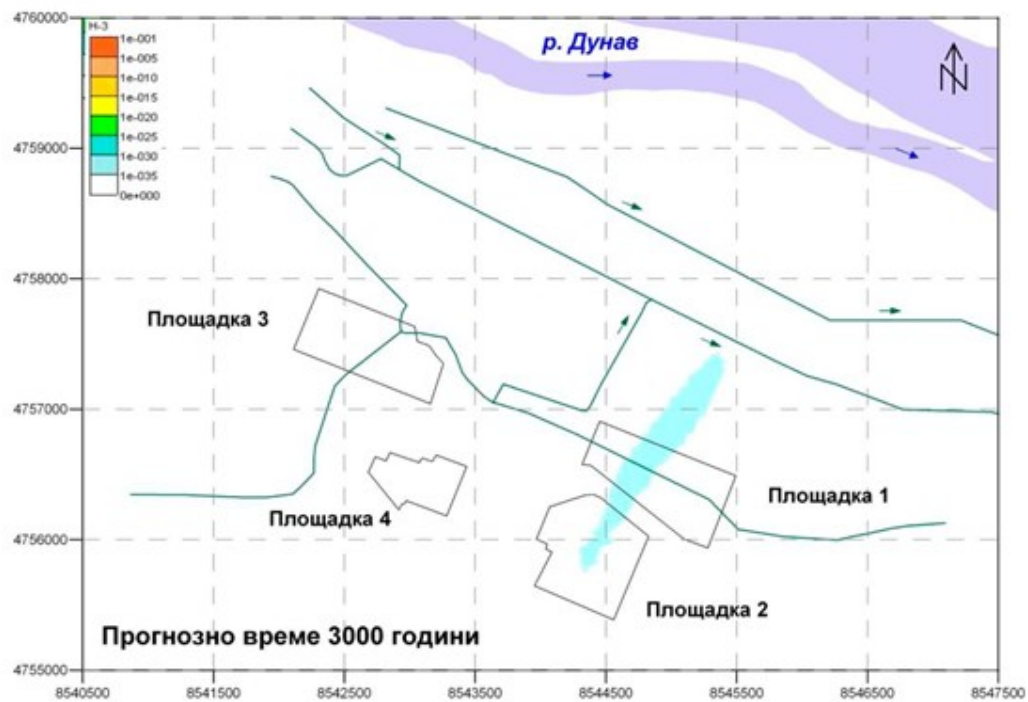 4760000
H-3
1e-001
1e-005
1e-010
1e-015
1e-020
1e-025
1e-030
1e-035
0e+000
р. Дунав
N
4759000
4758000
Площадка 3
4757000
Площадка 1
Площадка 4
4756000
Площадка 2
Прогнозно време 3000 години
4755000
8540500 8541500 8542500 8543500 8544500 8545500 8546500 8547500